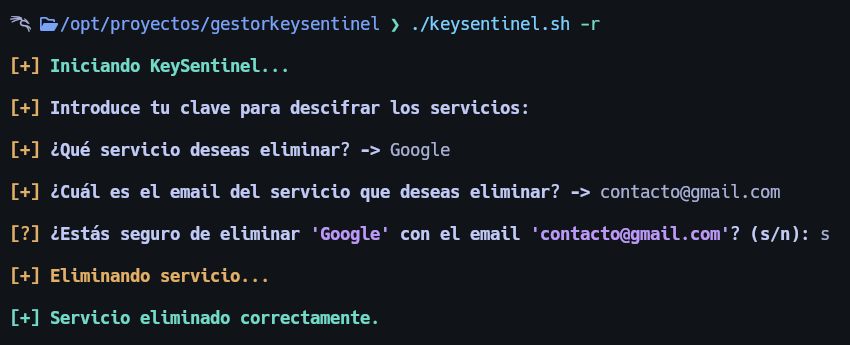 /opt/proyectos/gestorkeysentinel ❯ ./keysentinel.sh -r
[+] Iniciando KeySentinel...
[+] Introduce tu clave para descifrar los servicios:
[+] ¿Qué servicio deseas eliminar? -> Google
[+] ¿Cuál es el email del servicio que deseas eliminar? -> contacto@gmail.com
[?] ¿Estás seguro de eliminar 'Google' con el email 'contacto@gmail.com'? (s/n): s
[+] Eliminando servicio...
[+] Servicio eliminado correctamente.